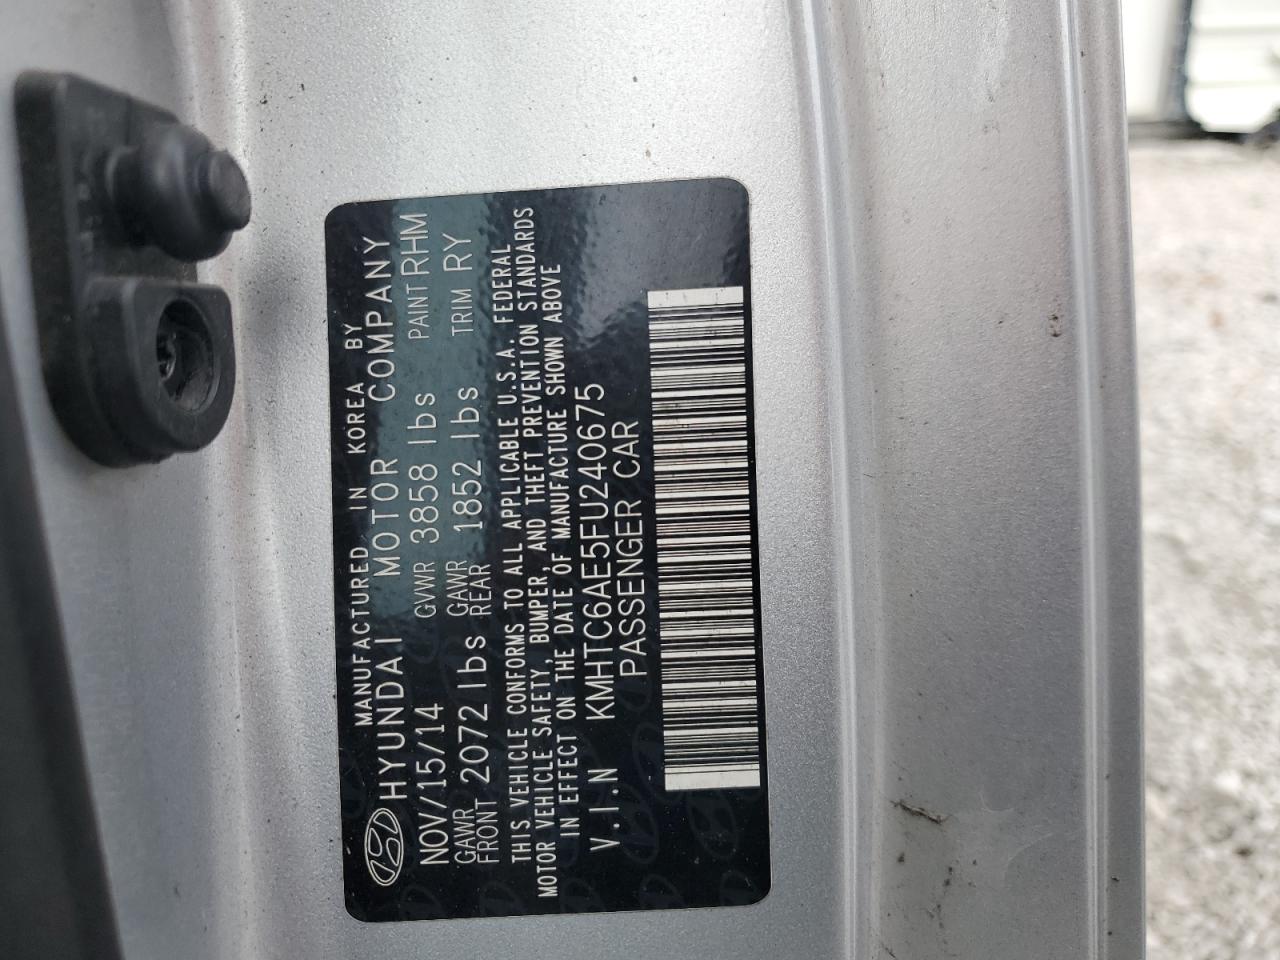 MANUFACTURED IN KOREA BY
HYUNDAI MOTOR COMPANY
NOV/15/14 GVWR 3858 lbs PAINT RHM
GAWR FRONT 2072 lbs GAWR REAR 1852 lbs TRIM RY
THIS VEHICLE CONFORMS TO ALL APPLICABLE U.S.A. FEDERAL
MOTOR VEHICLE SAFETY, BUMPER, AND THEFT PREVENTION STANDARDS
IN EFFECT ON THE DATE OF MANUFACTURE SHOWN ABOVE
V.I.N KMHTC6AE5FU240675
PASSENGER CAR